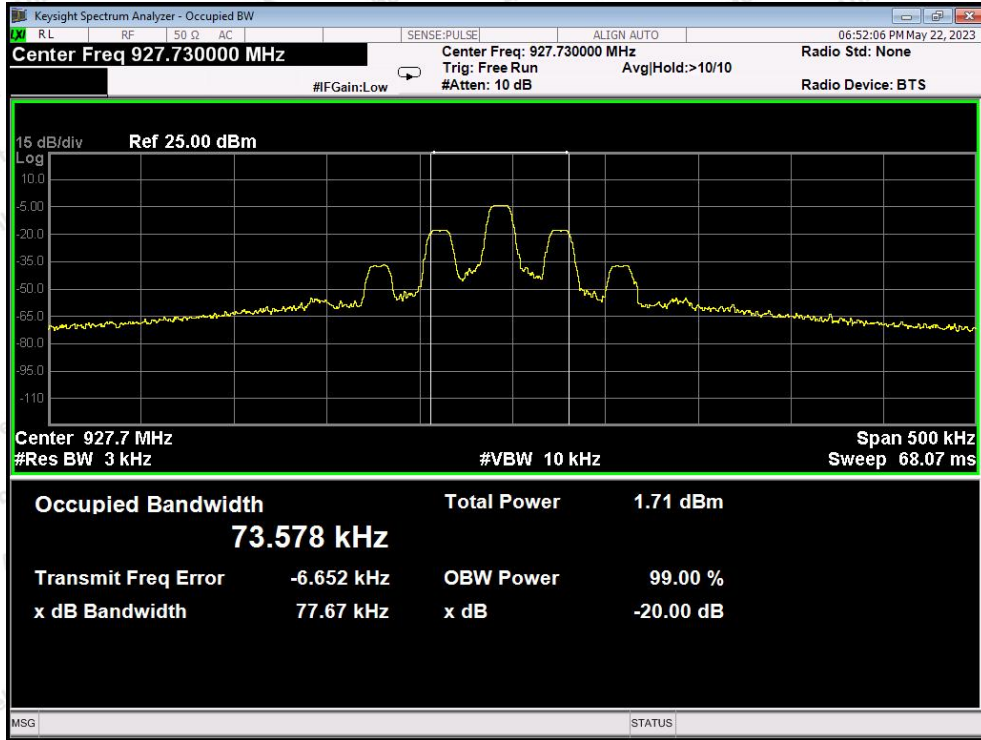 Keysight Spectrum Analyzer - Occupied BW
LXI RL RF 50 Ω AC SENSE:PULSE ALIGN AUTO 06:52:06 PM May 22, 2023
Center Freq 927.730000 MHz Center Freq: 927.730000 MHz Radio Std: None
Trig: Free Run Avg|Hold:>10/10
#IFGain:Low #Atten: 10 dB Radio Device: BTS
15 dB/div Ref 25.00 dBm
Log
10.0
-5.00
-20.0
-35.0
-50.0
-65.0
-80.0
-95.0
-110
Center 927.7 MHz Span 500 kHz
#Res BW 3 kHz #VBW 10 kHz Sweep 68.07 ms
Occupied Bandwidth Total Power 1.71 dBm
73.578 kHz
Transmit Freq Error -6.652 kHz OBW Power 99.00 %
x dB Bandwidth 77.67 kHz x dB -20.00 dB
MSG STATUS